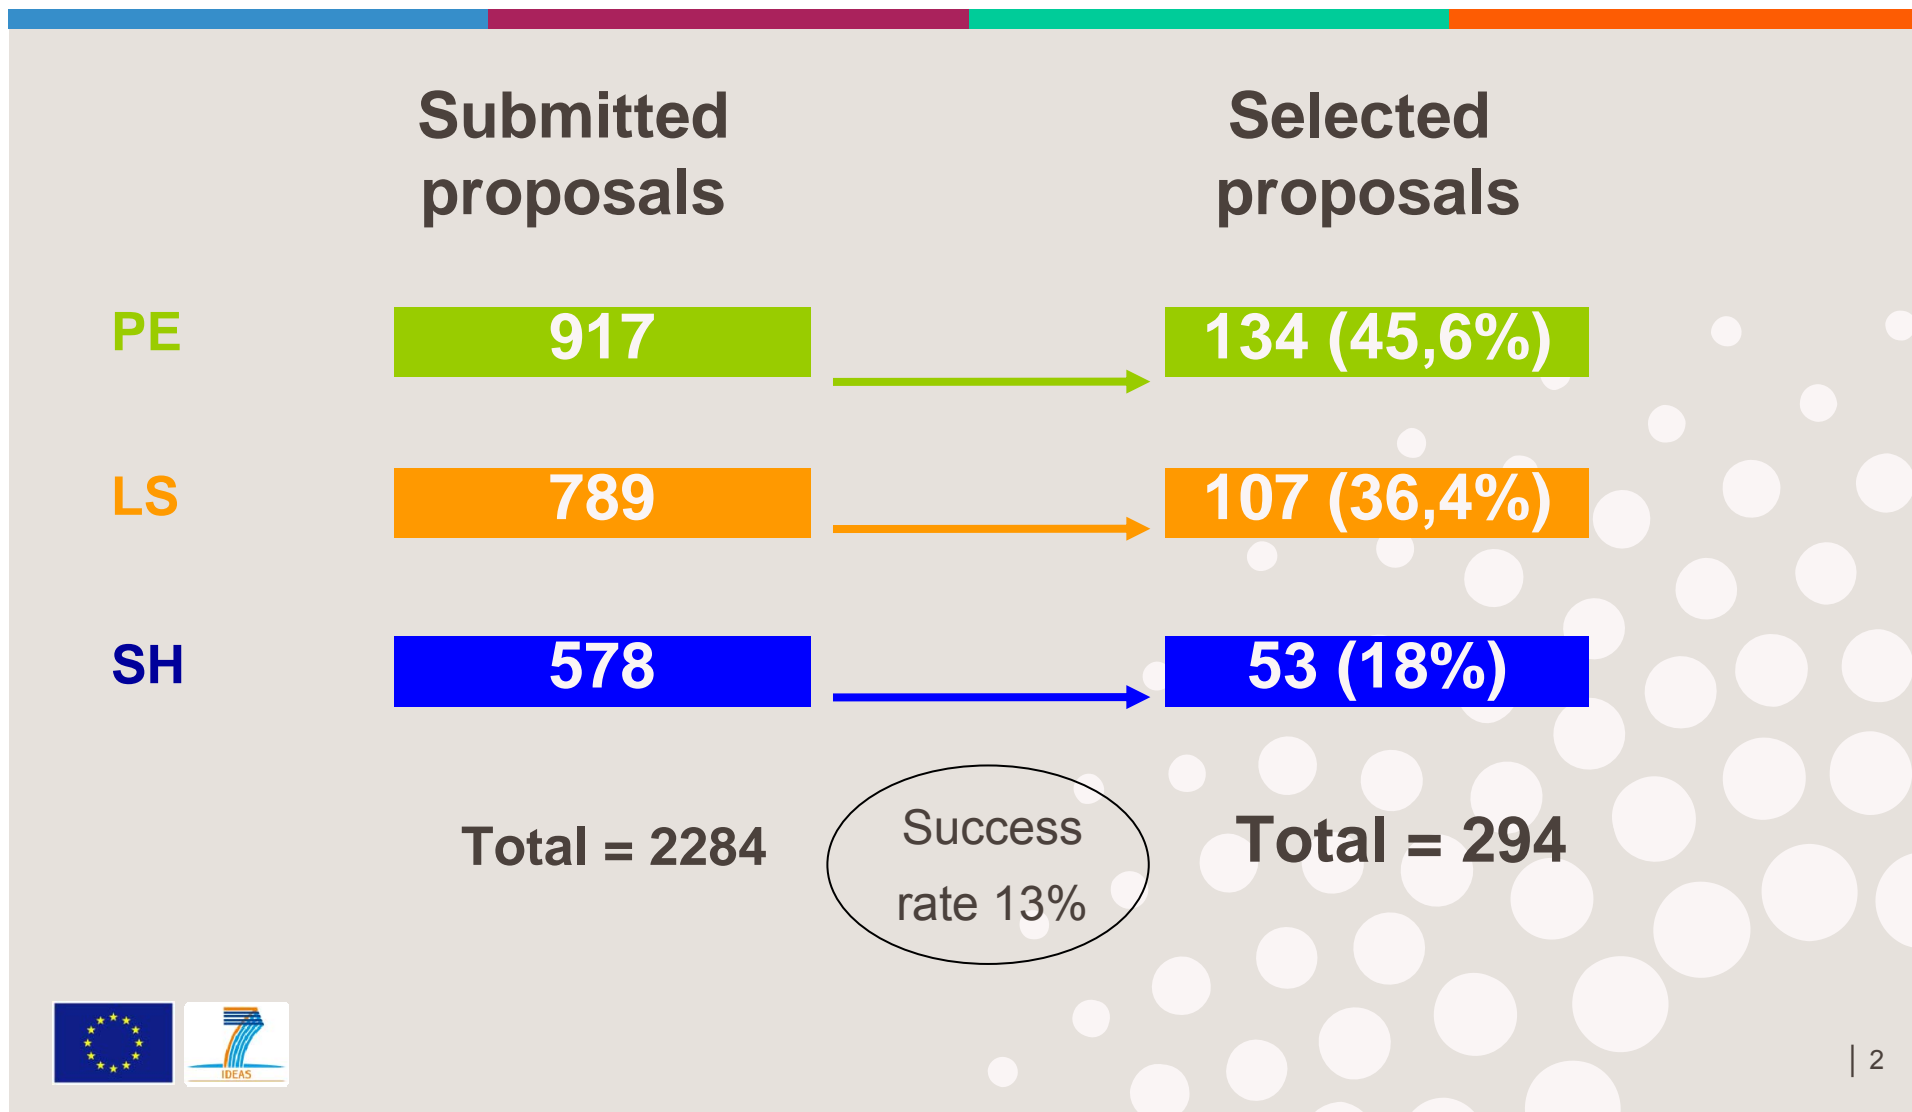 Submitted
proposals
Selected
proposals
PE
917
134 (45,6%)
LS
789
107 (36,4%)
SH
578
53 (18%)
Total = 2284
Success
rate 13%
Total = 294
7
IDEAS
| 2